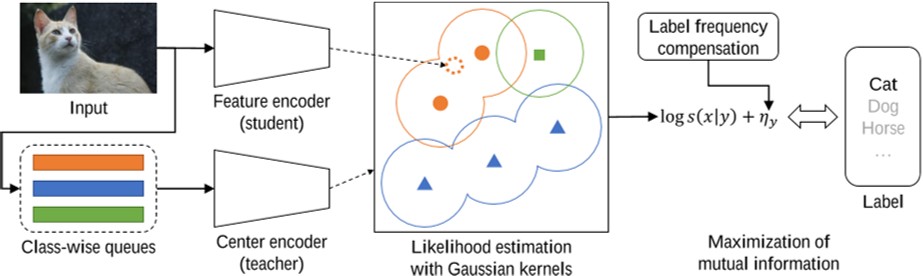 Input
Class-wise queues
Feature encoder
(student)
Center encoder
(teacher)
Likelihood estimation
with Gaussian kernels
Label frequency
compensation
log s(x|y) + η_y
Maximization of
mutual information
Cat
Dog
Horse
...
Label